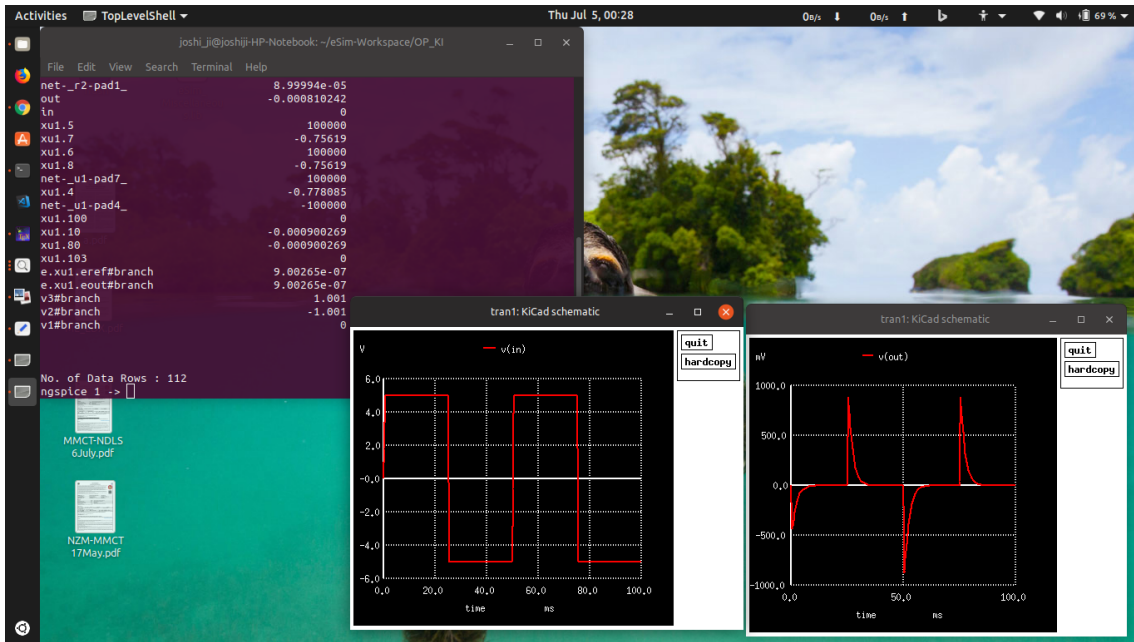 Activities TopLevelShell Thu Jul 5, 00:28 0B/s 0B/s 69 %
joshi_ji@joshiji-HP-Notebook: ~/eSim-Workspace/OP_KI
File Edit View Search Terminal Help
net-_r2-pad1_ 8.99994e-05
out -0.000810242
in 0
xu1.5 100000
xu1.7 -0.75619
xu1.6 100000
xu1.8 -0.75619
net-_u1-pad7_ 100000
xu1.4 -0.778085
net-_u1-pad4_ -100000
xu1.100 0
xu1.10 -0.000900269
xu1.80 -0.000900269
xu1.103 0
e.xu1.eref#branch 9.00265e-07
e.xu1.eout#branch 9.00265e-07
v3#branch 1.001
v2#branch -1.001
v1#branch 0
No. of Data Rows : 112
ngspice 1 ->
MMCT-NDLS
6July.pdf
NZM-MMCT
17May.pdf
tran1: KiCad schematic
quit
hardcopy
V
v(in)
6.0
4.0
2.0
-0.0
-2.0
-4.0
-6.0
0.0 20.0 40.0 60.0 80.0 100.0
time ms
tran1: KiCad schematic
quit
hardcopy
mV
v(out)
1000.0
500.0
0.0
-500.0
-1000.0
0.0 50.0 100.0
time ms